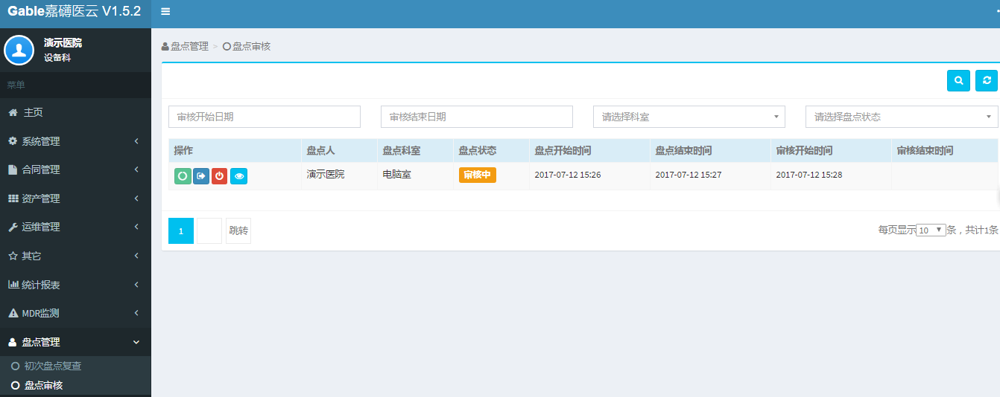 Gable嘉礴医云 V1.5.2
演示医院
设备科
菜单
主页
系统管理
合同管理
资产管理
运维管理
其它
统计报表
MDR监测
盘点管理
初次盘点复查
盘点审核
盘点管理 > 盘点审核
审核开始日期 审核结束日期 请选择科室 请选择盘点状态
操作 盘点人 盘点科室 盘点状态 盘点开始时间 盘点结束时间 审核开始时间 审核结束时间
演示医院 电脑室 审核中 2017-07-12 15:26 2017-07-12 15:27 2017-07-12 15:28
1 跳转 每页显示10条，共计1条